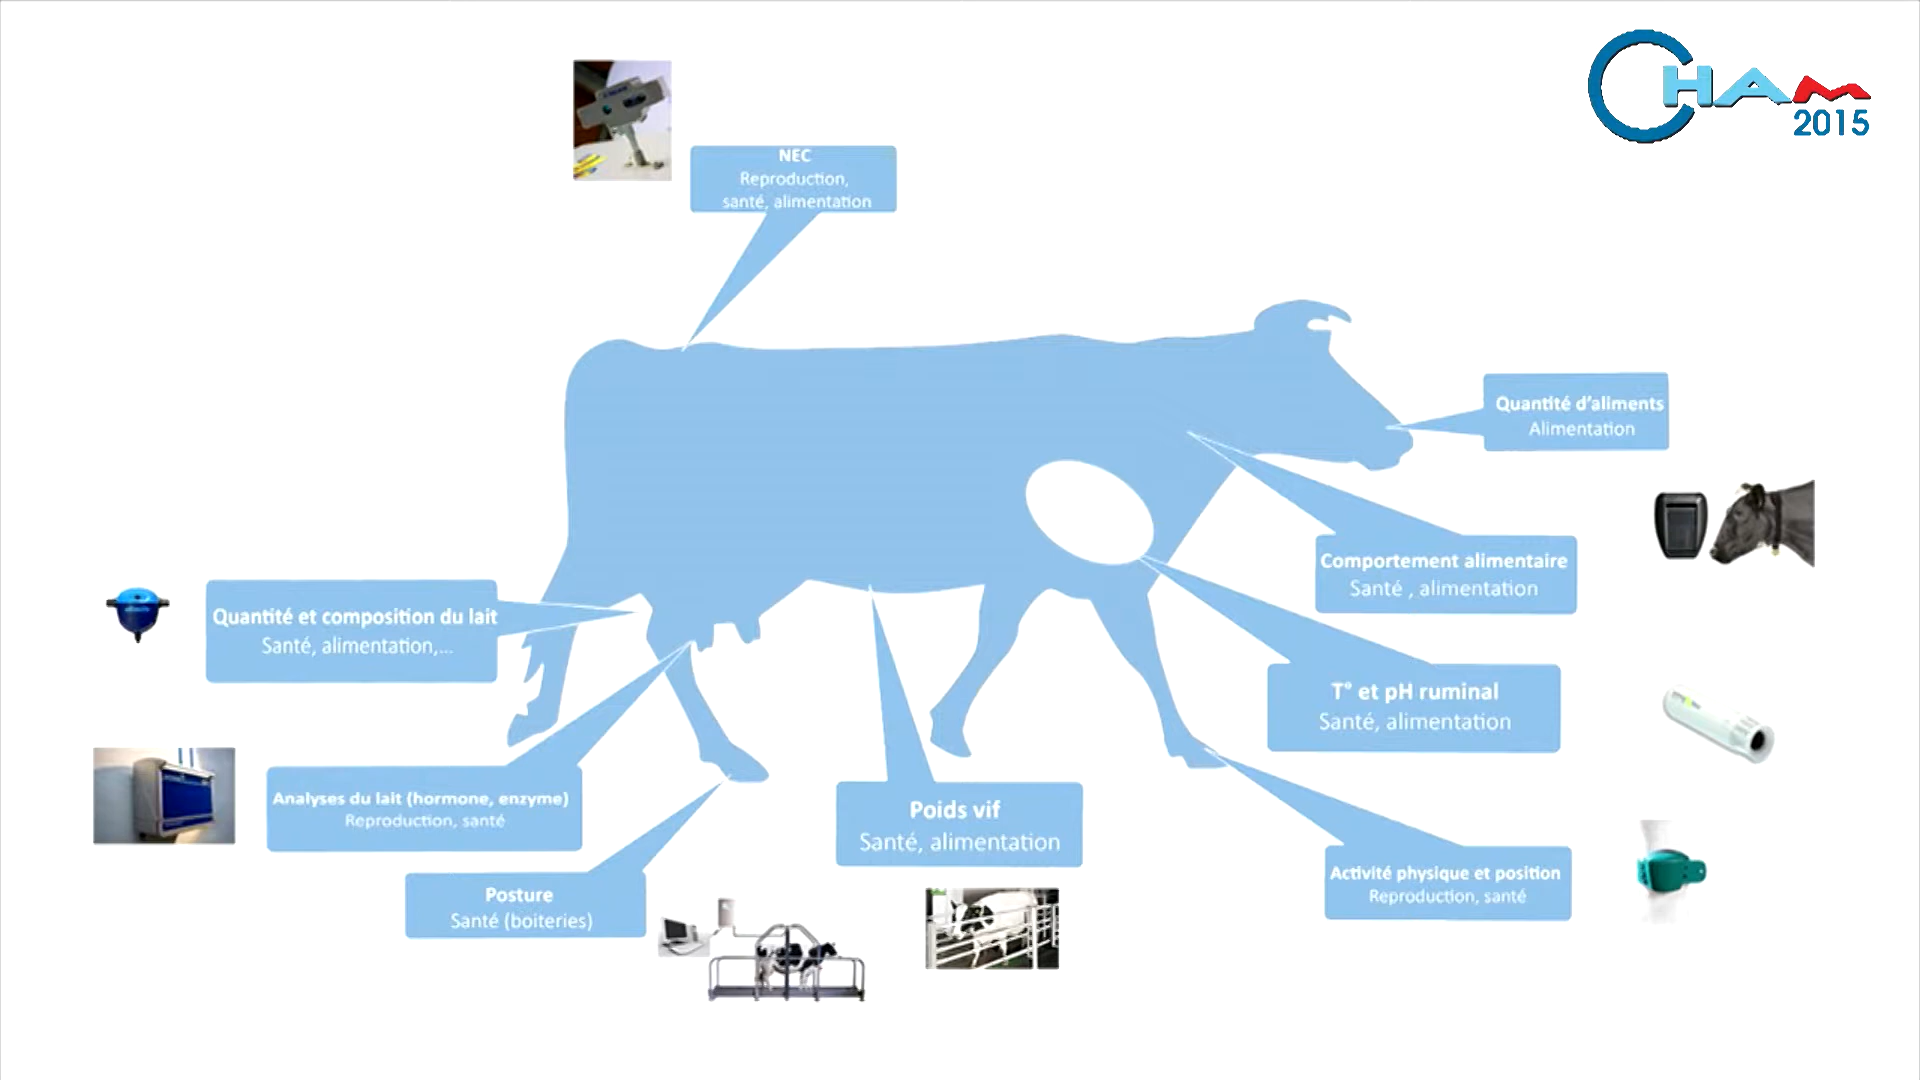 CHAM
2015
NEC
Reproduction,
santé, alimentation
Quantité d'aliments
Alimentation
Comportement alimentaire
Santé , alimentation
Quantité et composition du lait
Santé, alimentation,...
T° et pH ruminal
Santé, alimentation
Analyses du lait (hormone, enzyme)
Reproduction, santé
Poids vif
Santé, alimentation
Activité physique et position
Reproduction, santé
Posture
Santé (boiteries)